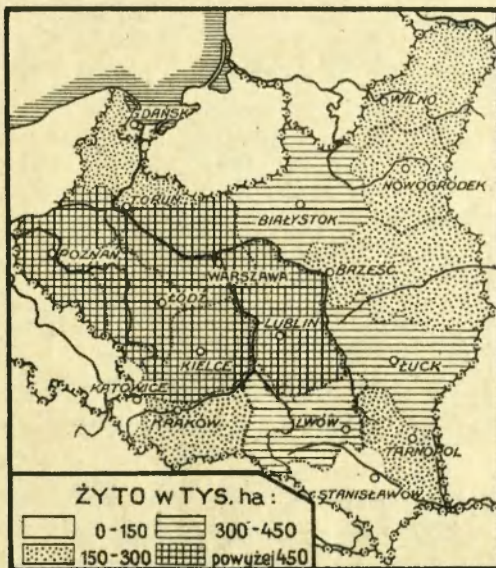 WILNO
GDAŃSK
NOWOGRÓDEK
TORUŃ
BIAŁYSTOK
POZNAŃ
WARSZAWA
BRZEŚĆ
ŁÓDŹ
LUBLIN
KIELCE
ŁUCK
KATOWICE
KRAKÓW
LWÓW
TARNOPOL
STANISŁAWÓW
ŻYTO W TYS. ha:
0-150
300-450
150-300
powyżej 450